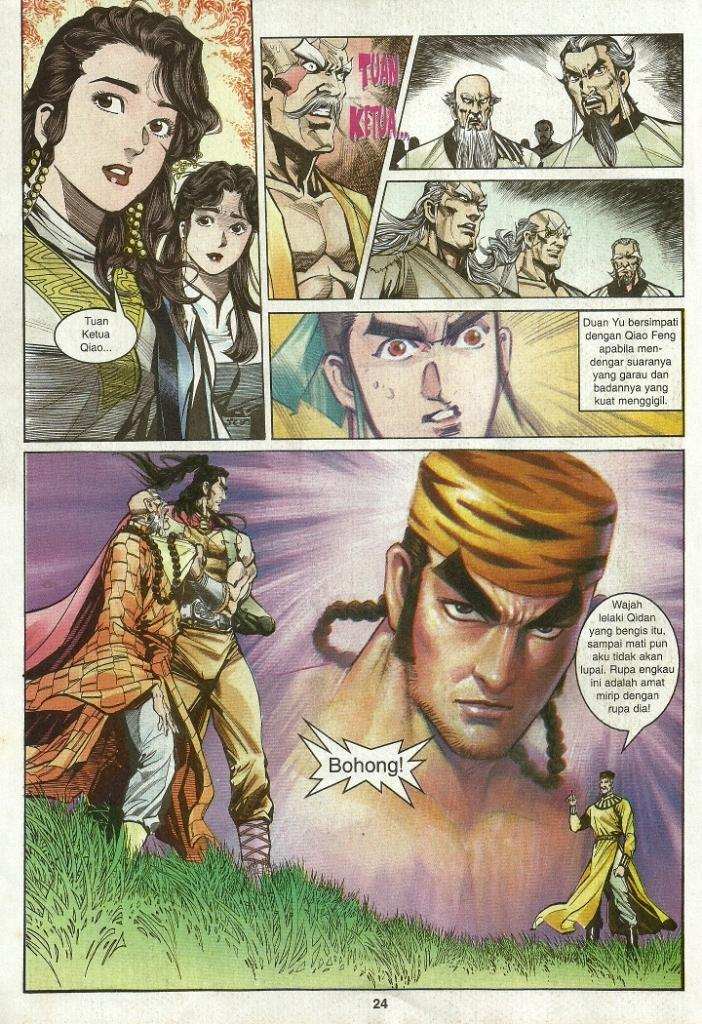 Tuan
Ketua
Qiao...
TUAN
KETUA...
Duan Yu bersimpati
dengan Qiao Feng
apabila men-
dengar suaranya
yang garau dan
badannya yang
kuat menggigil.
Wajah
lelaki Qidan
yang bengis itu,
sampai mati pun
aku tidak akan
lupai. Rupa engkau
ini adalah amat
mirip dengan
rupa dia!
Bohong!
24